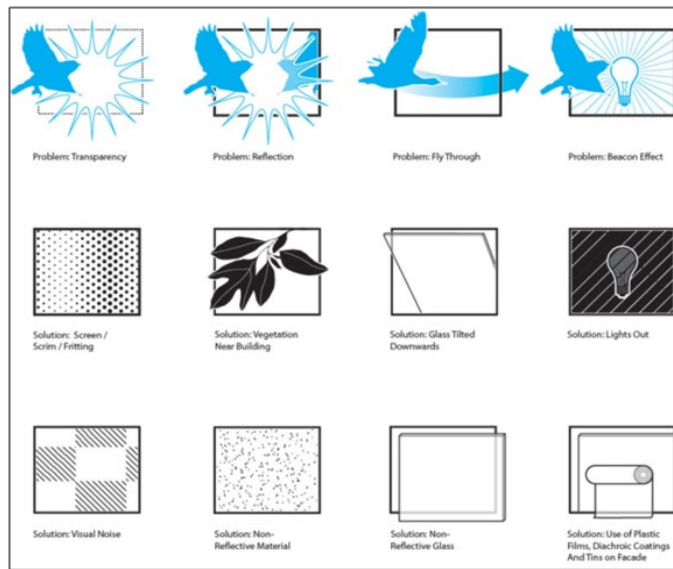 Problem: Transparency
Problem: Reflection
Problem: Fly Through
Problem: Beacon Effect
Solution: Screen /
Scrim / Fritting
Solution: Vegetation
Near Building
Solution: Glass Tilted
Downwards
Solution: Lights Out
Solution: Visual Noise
Solution: Non-
Reflective Material
Solution: Non-
Reflective Glass
Solution: Use of Plastic
Films, Diachroic Coatings
And Tins on Facade